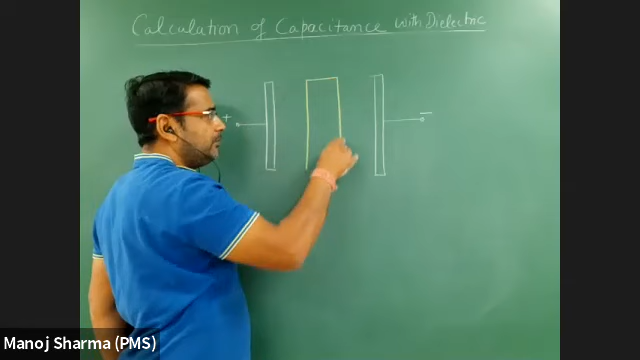 Calculation of Capacitance with Dielectric
+
−
Manoj Sharma (PMS)